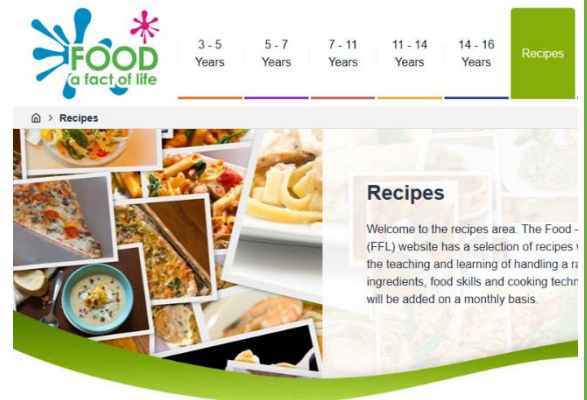 FOOD
a fact of life
3 - 5
Years
5 - 7
Years
7 - 11
Years
11 - 14
Years
14 - 16
Years
Recipes
> Recipes
Recipes
Welcome to the recipes area. The Food -
(FFL) website has a selection of recipes
the teaching and learning of handling a
ingredients, food skills and cooking
will be added on a monthly basis.